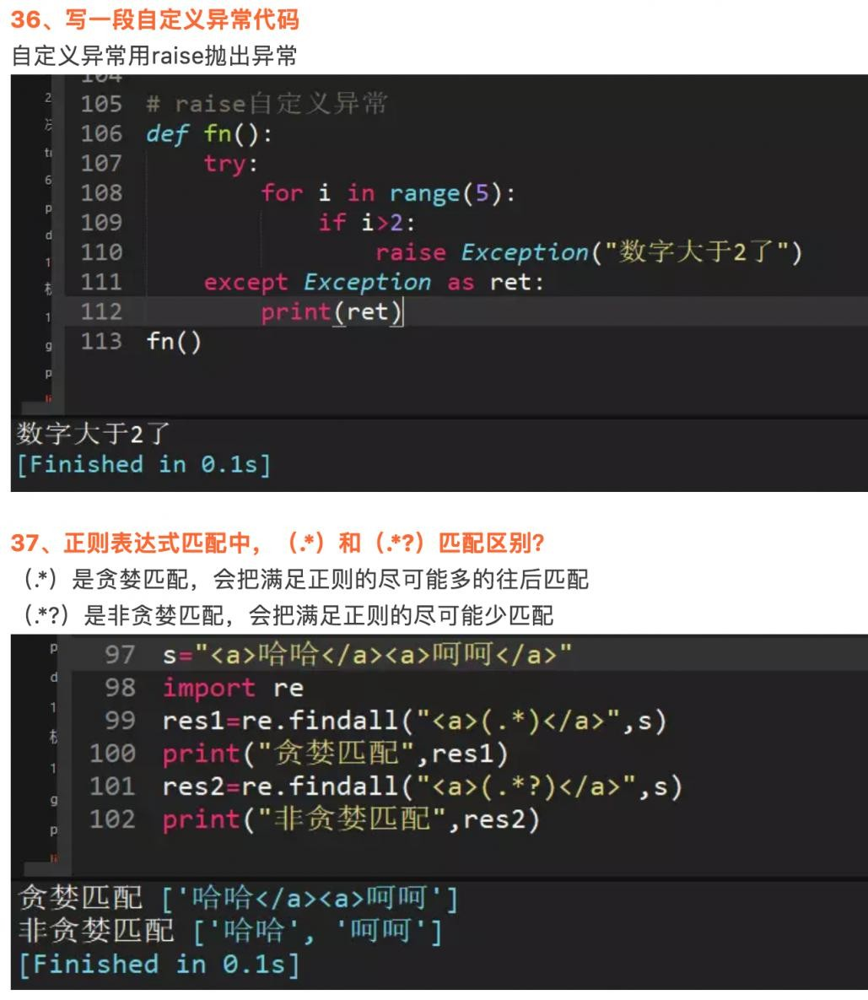 36、写一段自定义异常代码
自定义异常用raise抛出异常
104
105 # raise自定义异常
106 def fn():
107     try:
108         for i in range(5):
109             if i>2:
110                 raise Exception("数字大于2了")
111     except Exception as ret:
112         print(ret)
113 fn()
数字大于2了
[Finished in 0.1s]
37、正则表达式匹配中，（.*）和（.*?）匹配区别？
（.*）是贪婪匹配，会把满足正则的尽可能多的往后匹配
（.*?）是非贪婪匹配，会把满足正则的尽可能少匹配
97 s="<a>哈哈</a><a>呵呵</a>"
98 import re
99 res1=re.findall("<a>(.*)</a>",s)
100 print("贪婪匹配",res1)
101 res2=re.findall("<a>(.*?)</a>",s)
102 print("非贪婪匹配",res2)
贪婪匹配 ['哈哈</a><a>呵呵']
非贪婪匹配 ['哈哈', '呵呵']
[Finished in 0.1s]